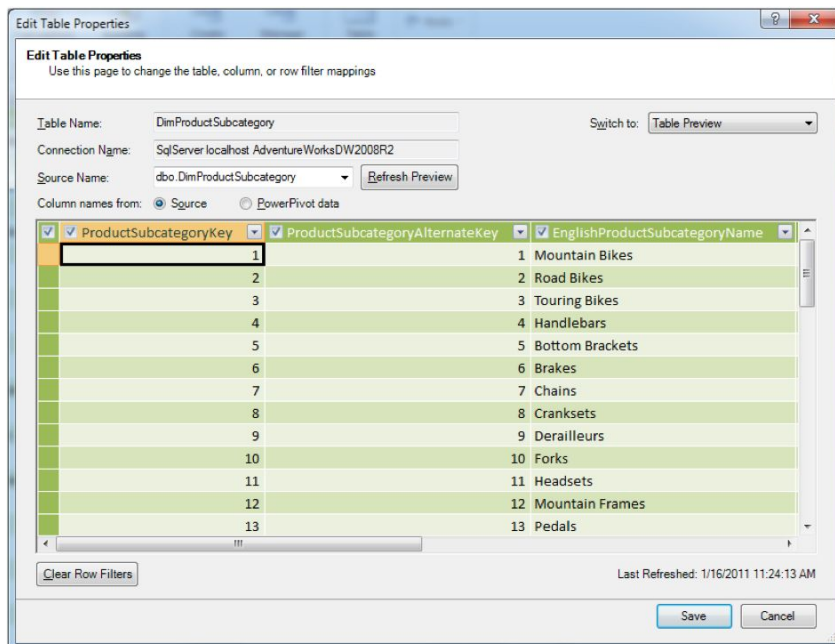 Edit Table Properties
Edit Table Properties
Use this page to change the table, column, or row filter mappings
Table Name: DimProductSubcategory Switch to: Table Preview
Connection Name: SqlServer localhost AdventureWorksDW2008R2
Source Name: dbo.DimProductSubcategory Refresh Preview
Column names from: Source PowerPivot data
ProductSubcategoryKey ProductSubcategoryAlternateKey EnglishProductSubcategoryName
1 1 Mountain Bikes
2 2 Road Bikes
3 3 Touring Bikes
4 4 Handlebars
5 5 Bottom Brackets
6 6 Brakes
7 7 Chains
8 8 Cranksets
9 9 Derailleurs
10 10 Forks
11 11 Headsets
12 12 Mountain Frames
13 13 Pedals
Clear Row Filters Last Refreshed: 1/16/2011 11:24:13 AM
Save Cancel